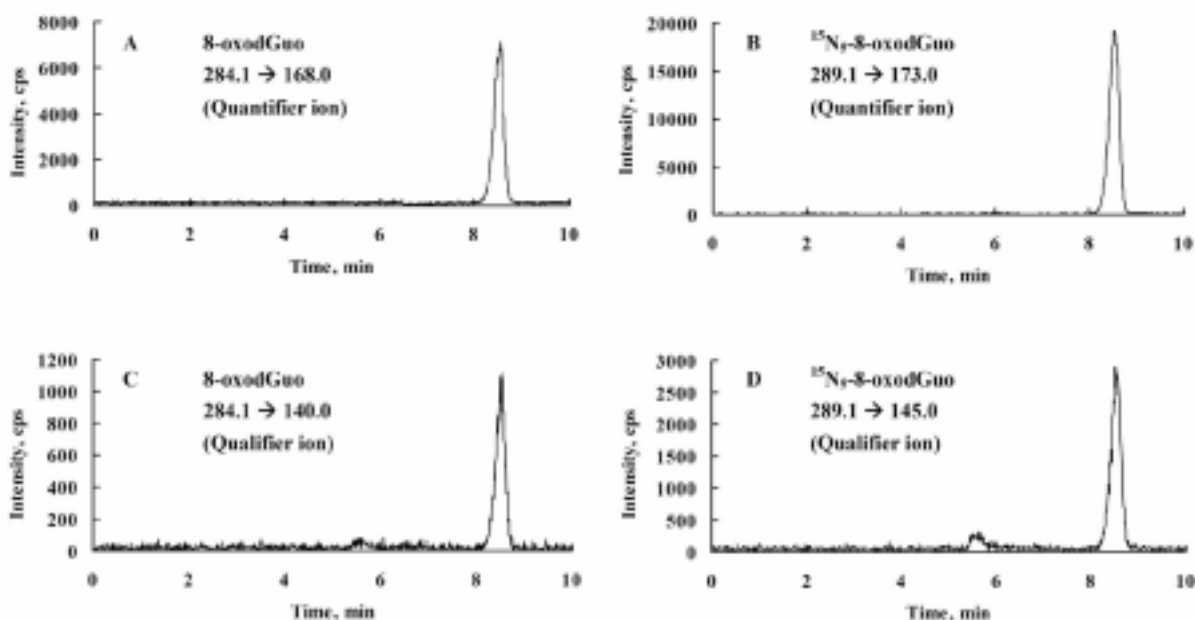 8000
6000
4000
2000
0
Intensity, cps
A
8-oxodGuo
284.1 → 168.0
(Quantifier ion)
0 2 4 6 8 10
Time, min
20000
15000
10000
5000
0
Intensity, cps
B
¹⁵N₅-8-oxodGuo
289.1 → 173.0
(Quantifier ion)
0 2 4 6 8 10
Time, min
1200
1000
800
600
400
200
0
Intensity, cps
C
8-oxodGuo
284.1 → 140.0
(Qualifier ion)
0 2 4 6 8 10
Time, min
3000
2500
2000
1500
1000
500
0
Intensity, cps
D
¹⁵N₅-8-oxodGuo
289.1 → 145.0
(Qualifier ion)
0 2 4 6 8 10
Time, min